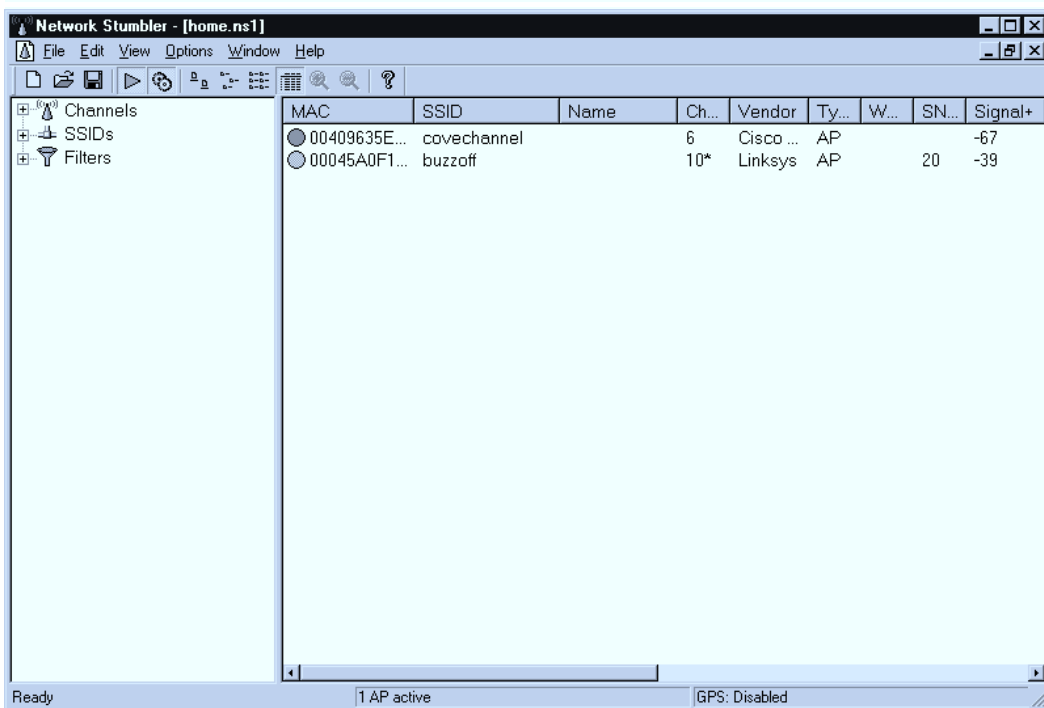 Network Stumbler - [home.ns1]
File Edit View Options Window Help
Channels
SSIDs
Filters
MAC SSID Name Ch... Vendor Ty... W... SN... Signal+
00409635E... covechannel 6 Cisco ... AP -67
00045A0F1... buzzoff 10* Linksys AP 20 -39
Ready 1 AP active GPS: Disabled